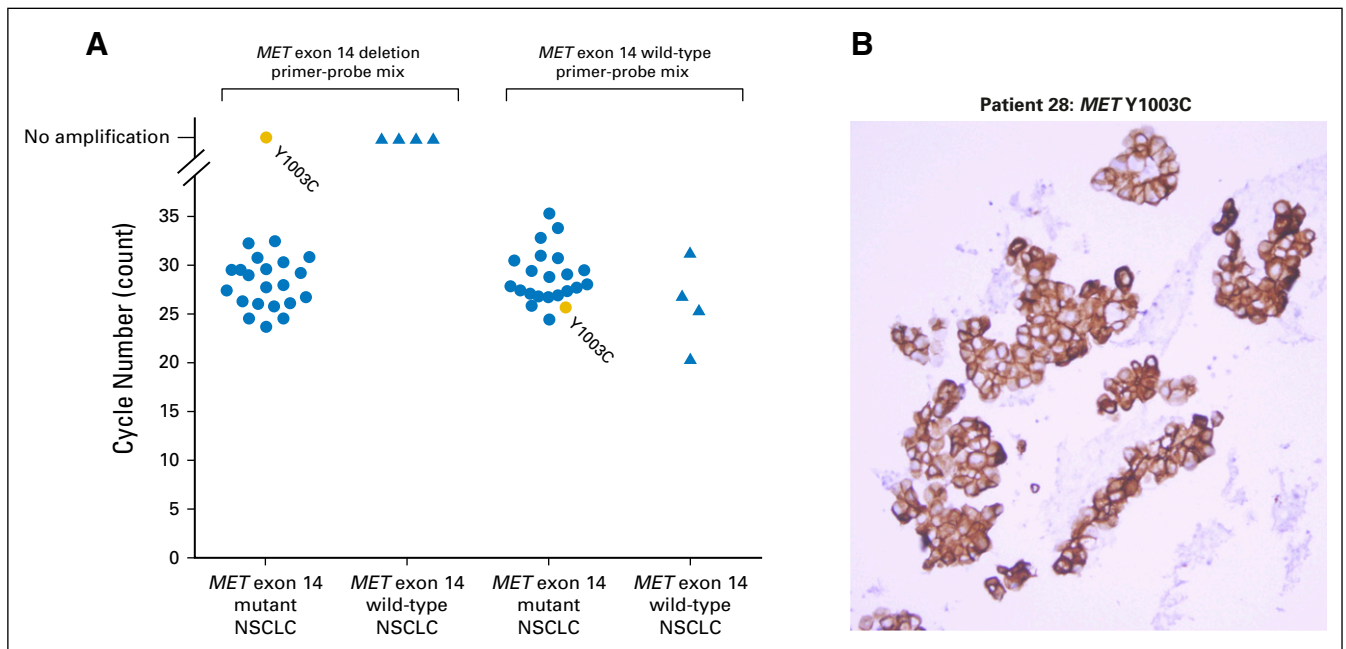 A
MET exon 14 deletion
primer-probe mix
MET exon 14 wild-type
primer-probe mix
No amplification
Y1003C
Cycle Number (count)
35
30
25
20
15
10
5
0
Y1003C
MET exon 14
mutant
NSCLC
MET exon 14
wild-type
NSCLC
MET exon 14
mutant
NSCLC
MET exon 14
wild-type
NSCLC
B
Patient 28: MET Y1003C